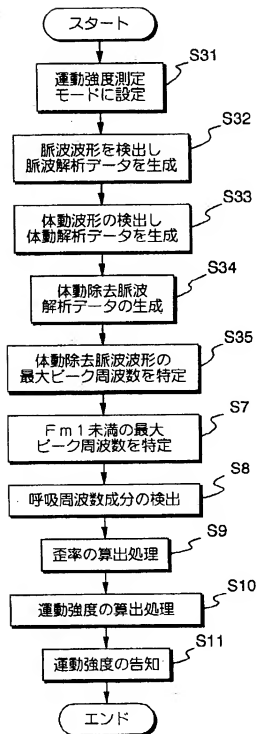 スタート
S31
運動強度測定
モードに設定
S32
脈波波形を検出し
脈波解析データを生成
S33
体動波形の検出し
体動解析データを生成
S34
体動除去脈波
解析データの生成
S35
体動除去脈波波形の
最大ピーク周波数を特定
S7
Fm1未満の最大
ピーク周波数を特定
S8
呼吸周波数成分の検出
S9
歪率の算出処理
S10
運動強度の算出処理
S11
運動強度の告知
エンド